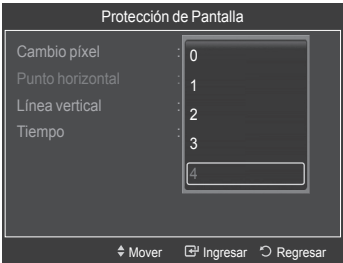 Protección de Pantalla
Cambio píxel : 0
Punto horizontal : 1
Línea vertical : 2
Tiempo : 3
4
Mover Ingresar Regresar